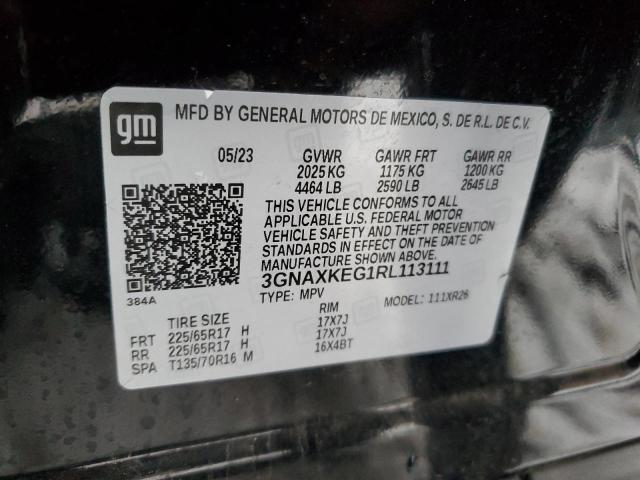 gm
MFD BY GENERAL MOTORS DE MEXICO, S. DE R.L. DE C.V.
05/23 GVWR GAWR FRT GAWR RR
2025 KG 1175 KG 1200 KG
4464 LB 2590 LB 2645 LB
THIS VEHICLE CONFORMS TO ALL
APPLICABLE U.S. FEDERAL MOTOR
VEHICLE SAFETY AND THEFT PREVENTION
STANDARDS IN EFFECT ON THE DATE OF
MANUFACTURE SHOWN ABOVE.
3GNAXKEG1RL113111
384A
TYPE: MPV MODEL: 111XR26
TIRE SIZE RIM
FRT 225/65R17 H 17X7J
RR 225/65R17 H 17X7J
SPA T135/70R16 M 16X4BT